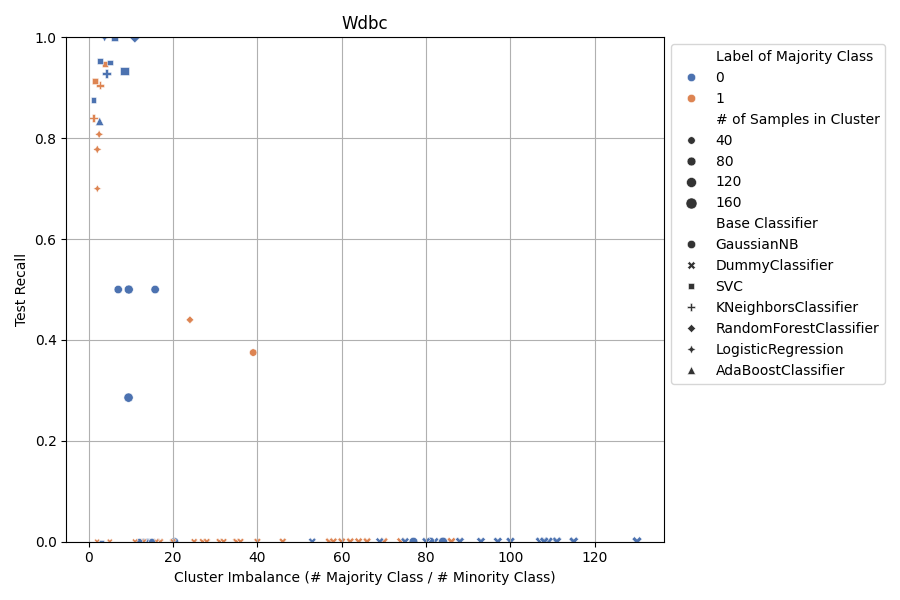 Wdbc
1.0
0.8
0.6
0.4
0.2
0.0
Test Recall
0
20
40
60
80
100
120
Cluster Imbalance (# Majority Class / # Minority Class)
Label of Majority Class
0
1
# of Samples in Cluster
40
80
120
160
Base Classifier
GaussianNB
DummyClassifier
SVC
KNeighborsClassifier
RandomForestClassifier
LogisticRegression
AdaBoostClassifier